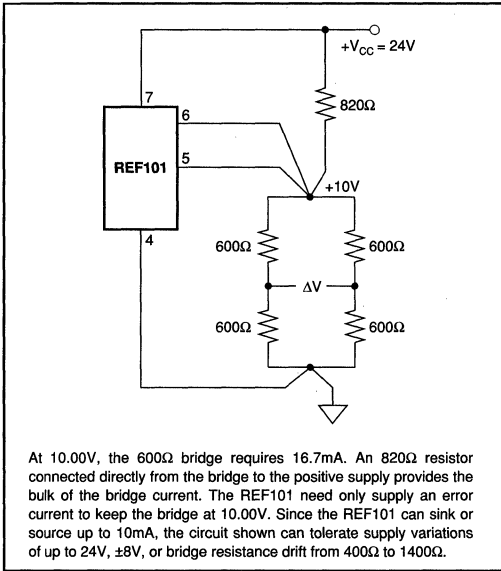 +VCC = 24V
7
820Ω
6
REF101
5
+10V
4
600Ω
600Ω
ΔV
600Ω
600Ω
At 10.00V, the 600Ω bridge requires 16.7mA. An 820Ω resistor
connected directly from the bridge to the positive supply provides the
bulk of the bridge current. The REF101 need only supply an error
current to keep the bridge at 10.00V. Since the REF101 can sink or
source up to 10mA, the circuit shown can tolerate supply variations
of up to 24V, ±8V, or bridge resistance drift from 400Ω to 1400Ω.